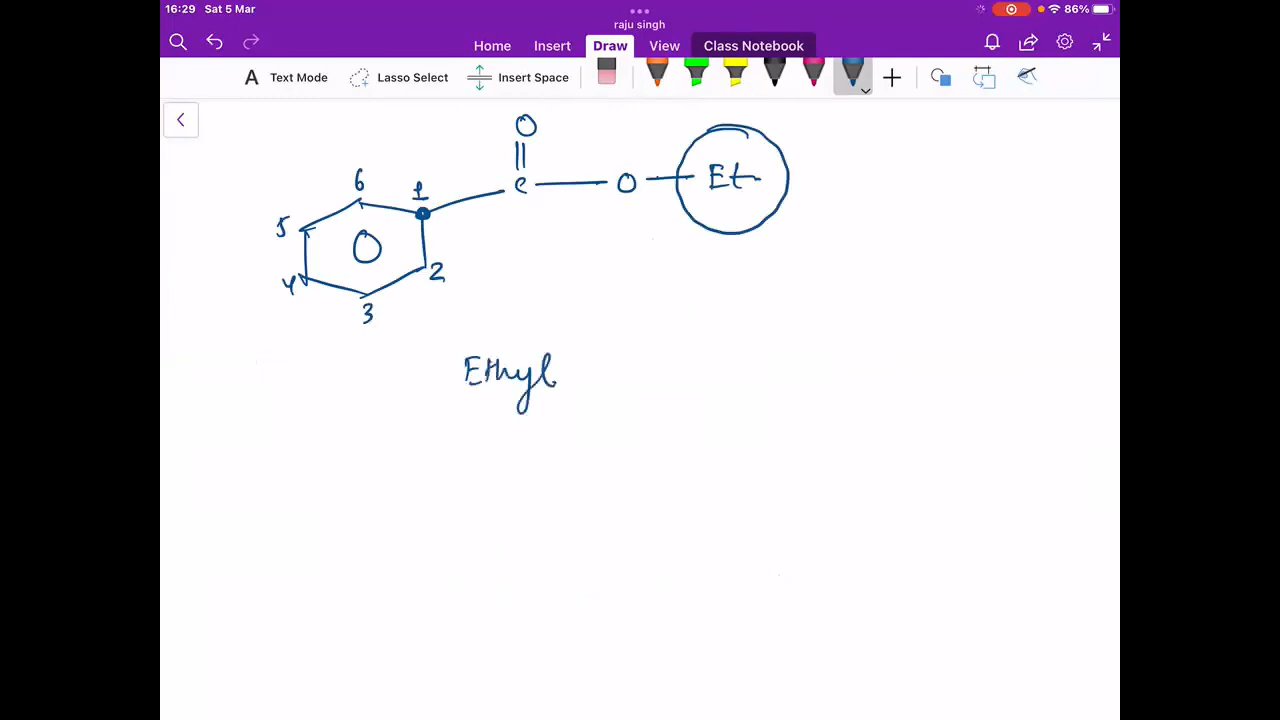 16:29 Sat 5 Mar
86%
raju singh
Home Insert Draw View Class Notebook
A Text Mode Lasso Select Insert Space
O
6 1 C O Et
5 O
4 2
3
Ethyl